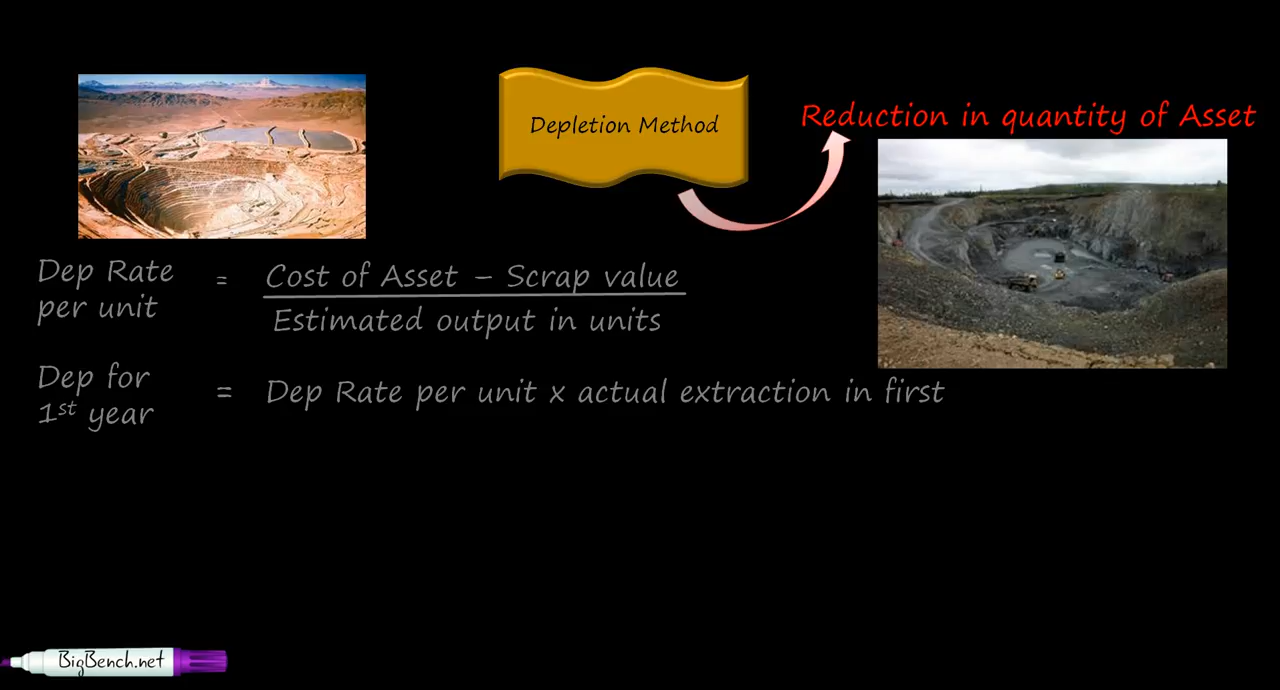 Depletion Method
Reduction in quantity of Asset
Dep Rate
per unit
=
Cost of Asset – Scrap value
Estimated output in units
Dep for
1st year
=
Dep Rate per unit x actual extraction in first
BigBench.net